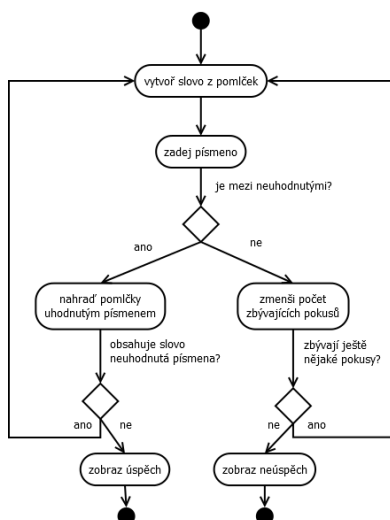 vytvoř slovo z pomlček
zadej písmeno
je mezi neuhodnutými?
ano
ne
nahraď pomlčky
uhodnutým písmenem
zmenši počet
zbývajících pokusů
obsahuje slovo
neuhodnutá písmena?
zbývají ještě
nějaké pokusy?
ano
ne
ne
ano
zobraz úspěch
zobraz neúspěch